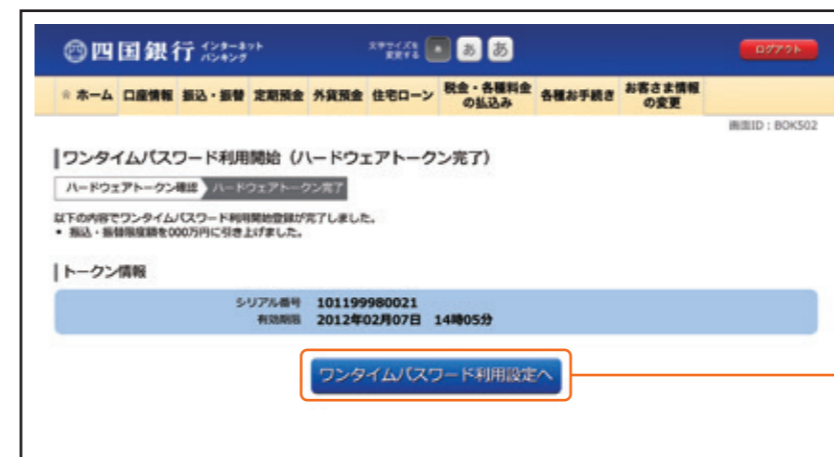 四国銀行 インターネットバンキング
文字サイズを変更する あ あ
ログアウト
ホーム 口座情報 振込・振替 定期預金 外貨預金 住宅ローン 税金・各種料金の払込み 各種お手続き お客さま情報の変更
画面ID：BOK502
ワンタイムパスワード利用開始（ハードウェアトークン完了）
ハードウェアトークン確認 ハードウェアトークン完了
以下の内容でワンタイムパスワード利用開始登録が完了しました。
• 振込・振替限度額を000万円に引き上げました。
トークン情報
シリアル番号 101199980021
有効期限 2012年02月07日 14時05分
ワンタイムパスワード利用設定へ